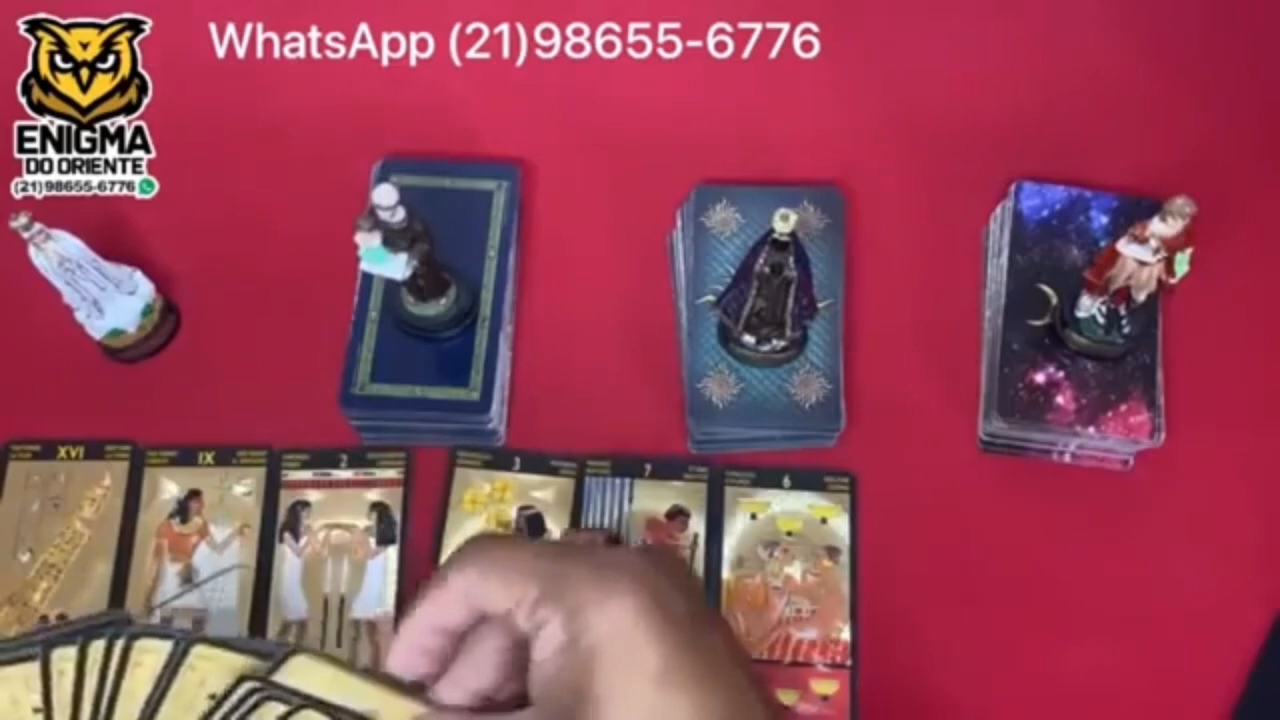 WhatsApp (21)98655-6776
ENIGMA
DO ORIENTE
(21)98655-6776
XVI
IX
2
3
7
6